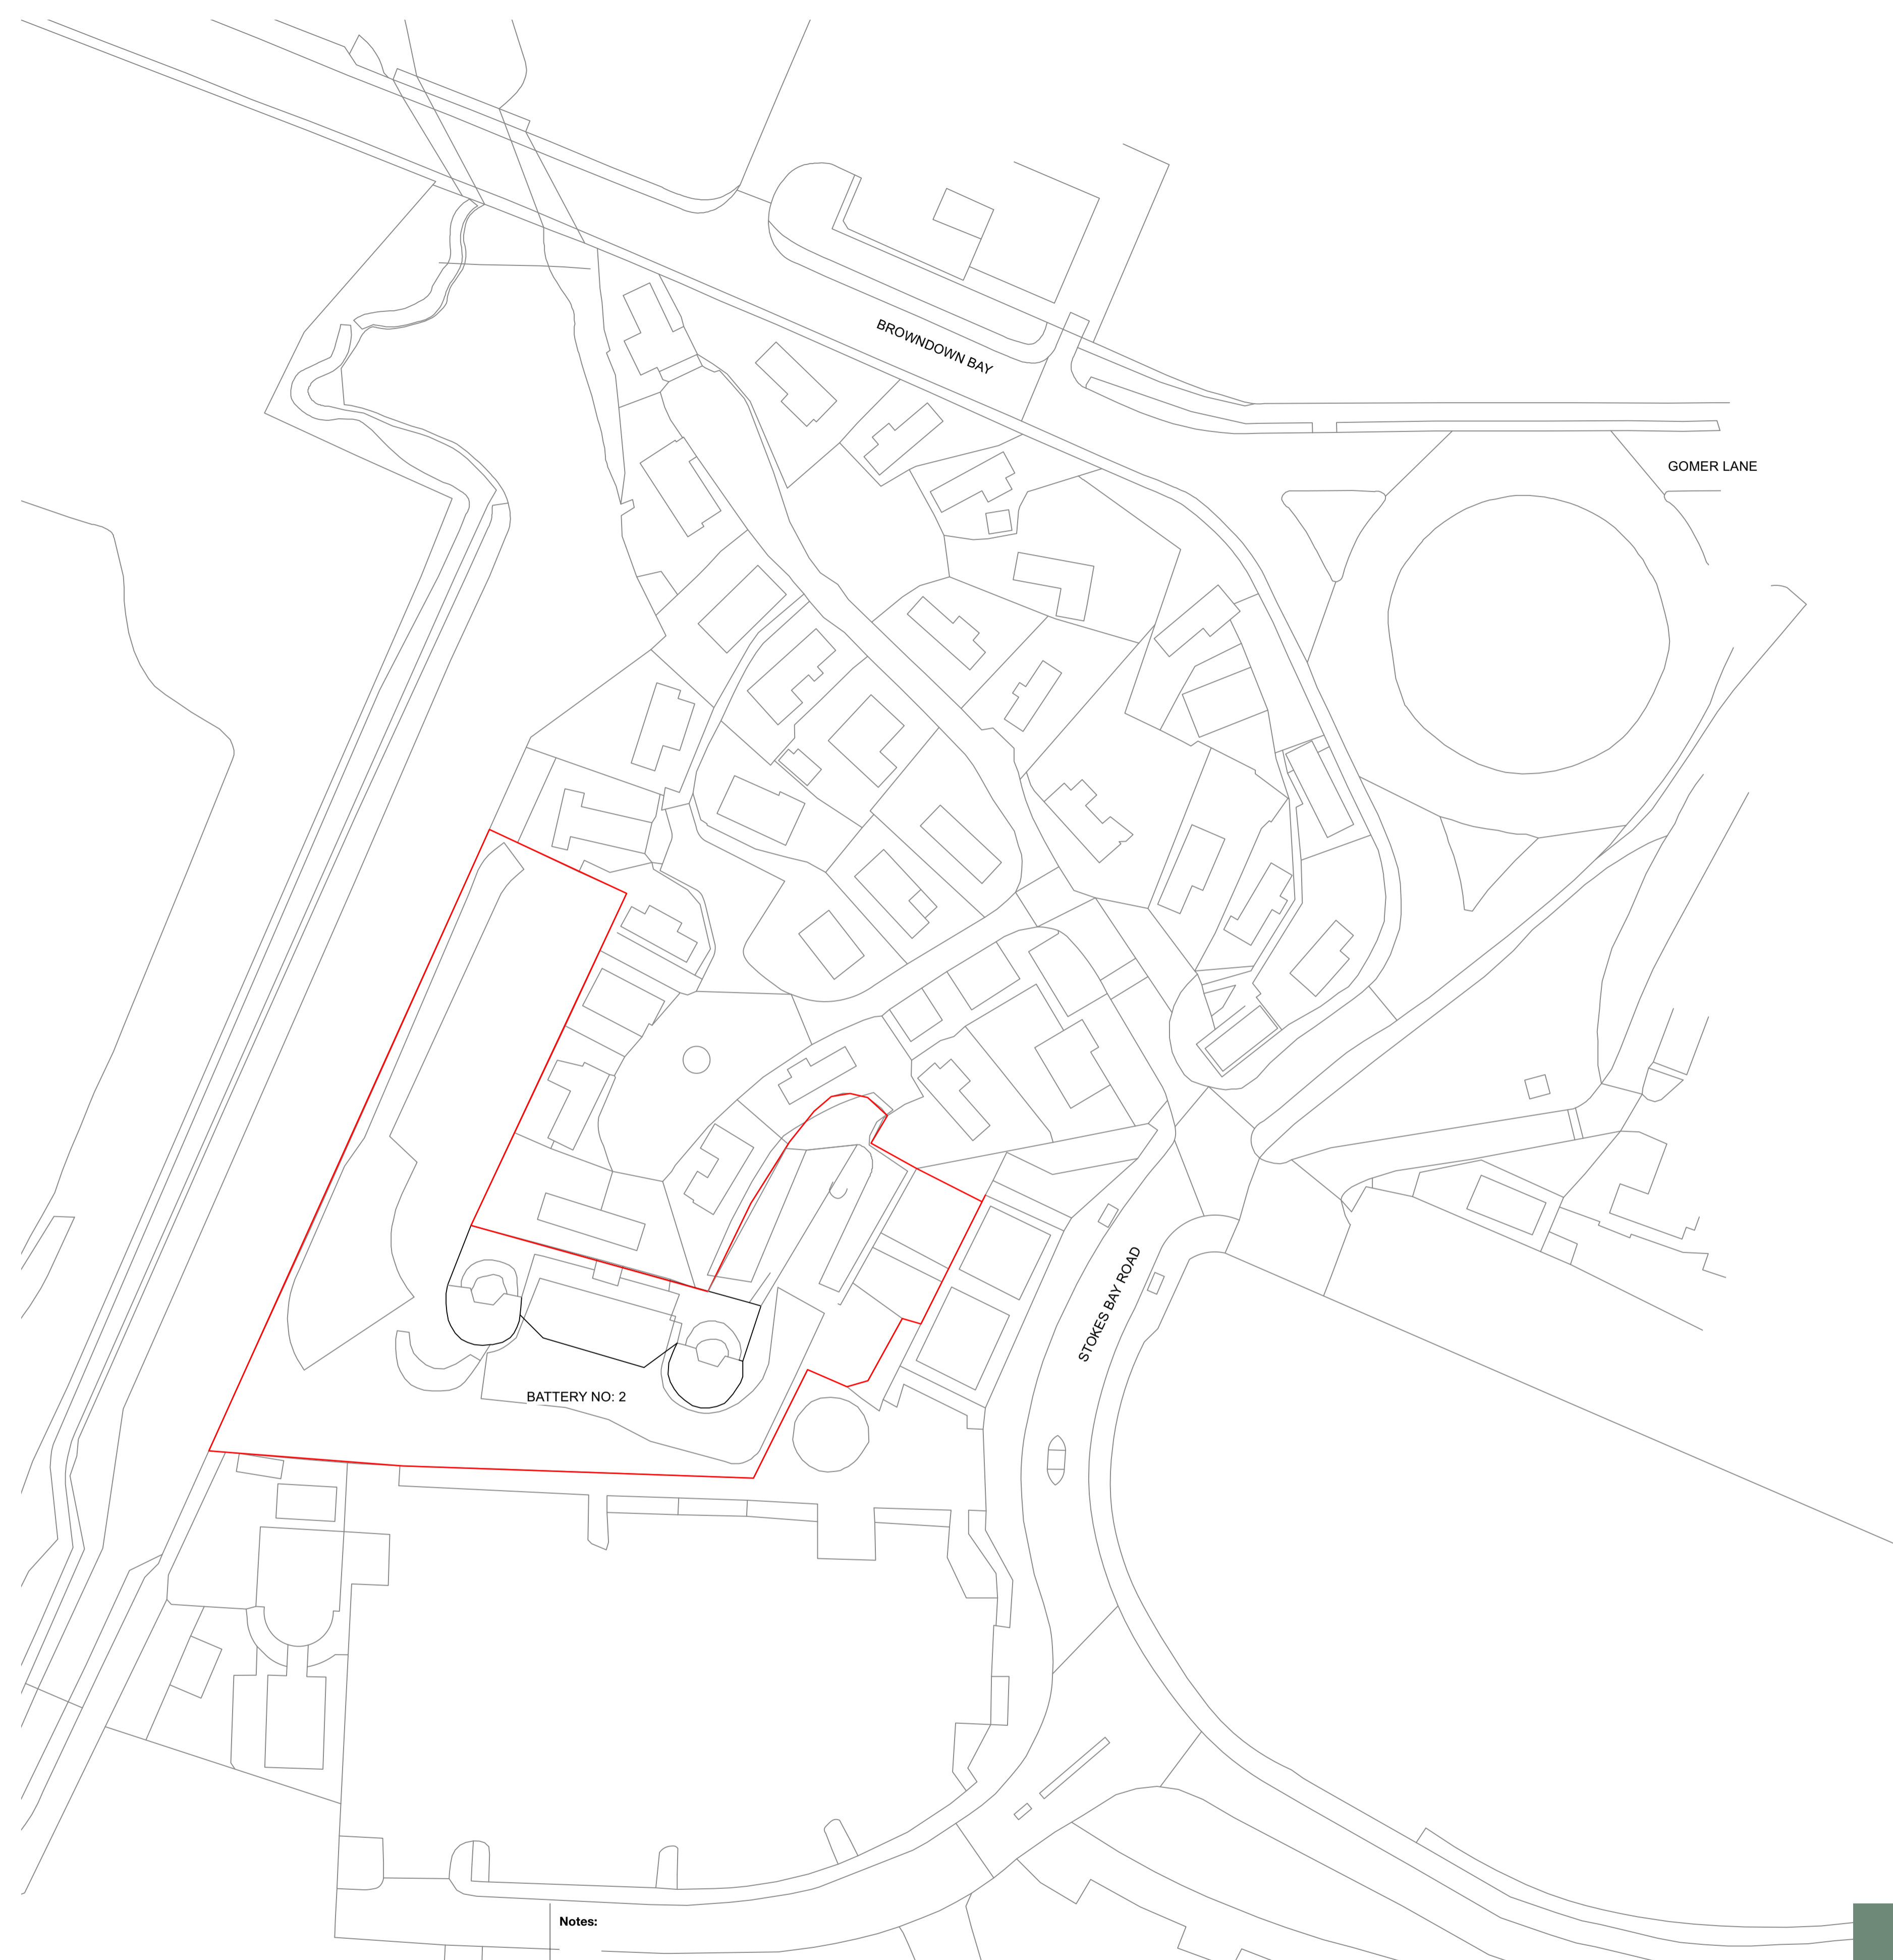 BROWNDOWN BAY
GOMER LANE
STOKES BAY ROAD
BATTERY NO: 2
Notes: